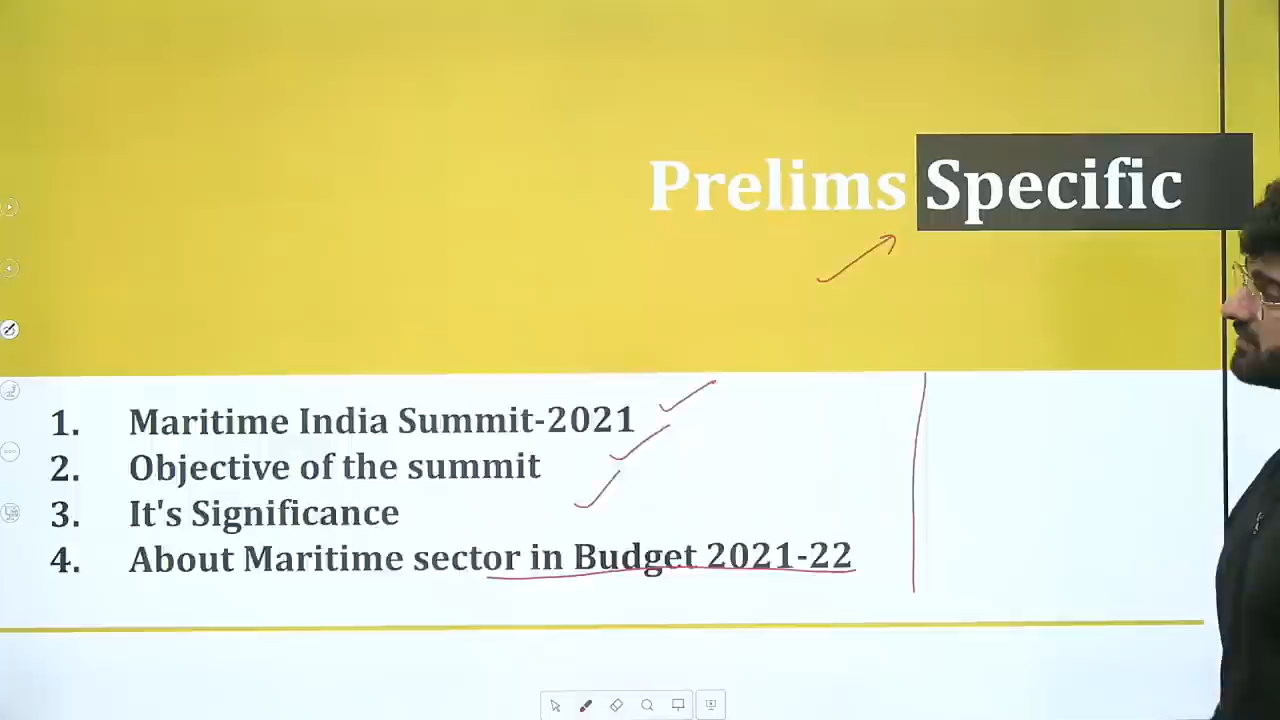 Prelims Specific
1. Maritime India Summit-2021
2. Objective of the summit
3. It's Significance
4. About Maritime sector in Budget 2021-22